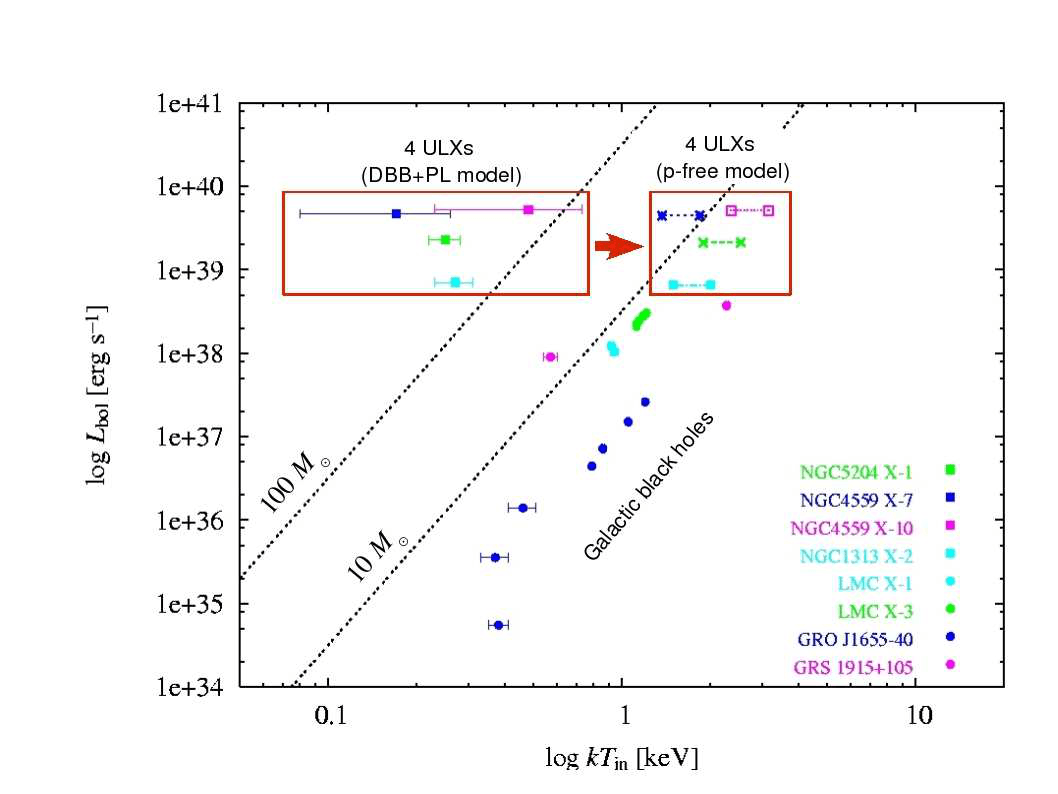 1e+41
1e+40
1e+39
1e+38
1e+37
1e+36
1e+35
1e+34
log L_bol [erg s⁻¹]
4 ULXs
(DBB+PL model)
4 ULXs
(p-free model)
100 M ☉
10 M ☉
Galactic black holes
NGC5204 X-1
NGC4559 X-7
NGC4559 X-10
NGC1313 X-2
LMC X-1
LMC X-3
GRO J1655-40
GRS 1915+105
0.1
1
10
log kT_in [keV]